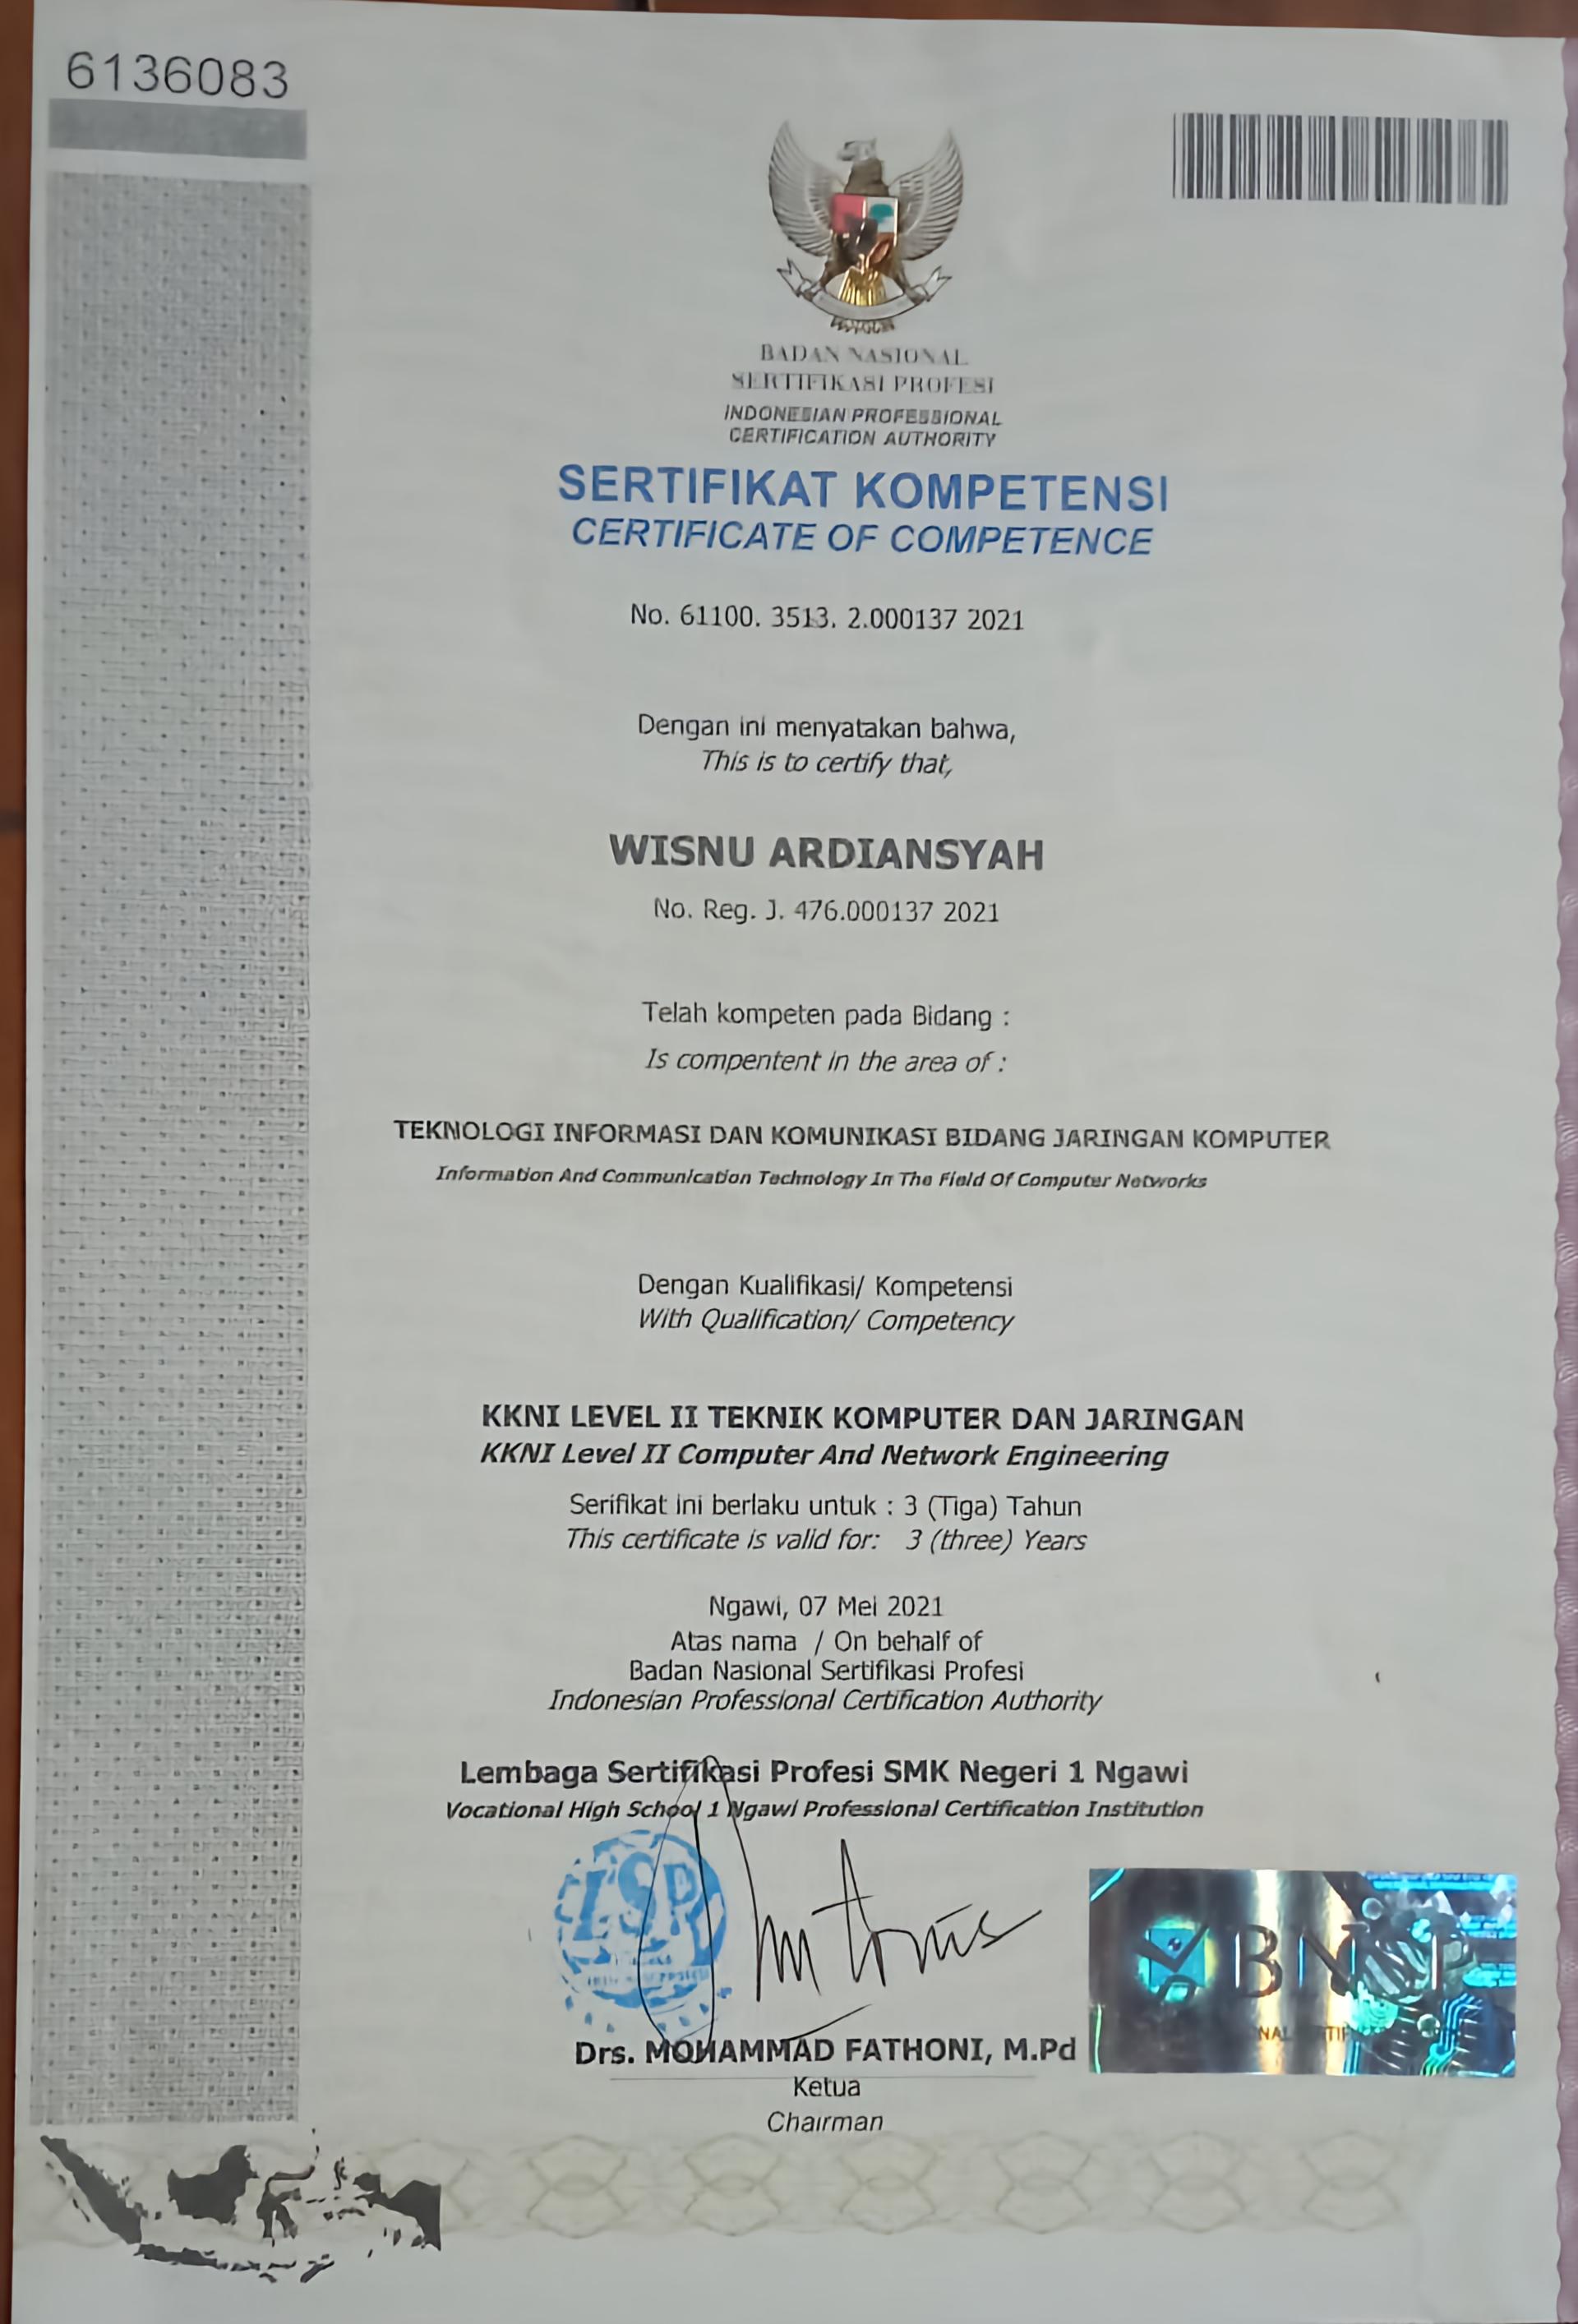 6136083
BADAN NASIONAL
SERTIFIKASI PROFESI
INDONESIAN PROFESSIONAL
CERTIFICATION AUTHORITY
SERTIFIKAT KOMPETENSI
CERTIFICATE OF COMPETENCE
No. 61100. 3513. 2.000137 2021
Dengan ini menyatakan bahwa,
This is to certify that,
WISNU ARDIANSYAH
No. Reg. J. 476.000137 2021
Telah kompeten pada Bidang :
Is compentent in the area of :
TEKNOLOGI INFORMASI DAN KOMUNIKASI BIDANG JARINGAN KOMPUTER
Information And Communication Technology In The Field Of Computer Networks
Dengan Kualifikasi/ Kompetensi
With Qualification/ Competency
KKNI LEVEL II TEKNIK KOMPUTER DAN JARINGAN
KKNI Level II Computer And Network Engineering
Serifikat ini berlaku untuk : 3 (Tiga) Tahun
This certificate is valid for: 3 (three) Years
Ngawi, 07 Mei 2021
Atas nama / On behalf of
Badan Nasional Sertifikasi Profesi
Indonesian Professional Certification Authority
Lembaga Sertifikasi Profesi SMK Negeri 1 Ngawi
Vocational High School 1 Ngawi Professional Certification Institution
LSP
BNSP
Drs. MOHAMMAD FATHONI, M.Pd
Ketua
Chairman